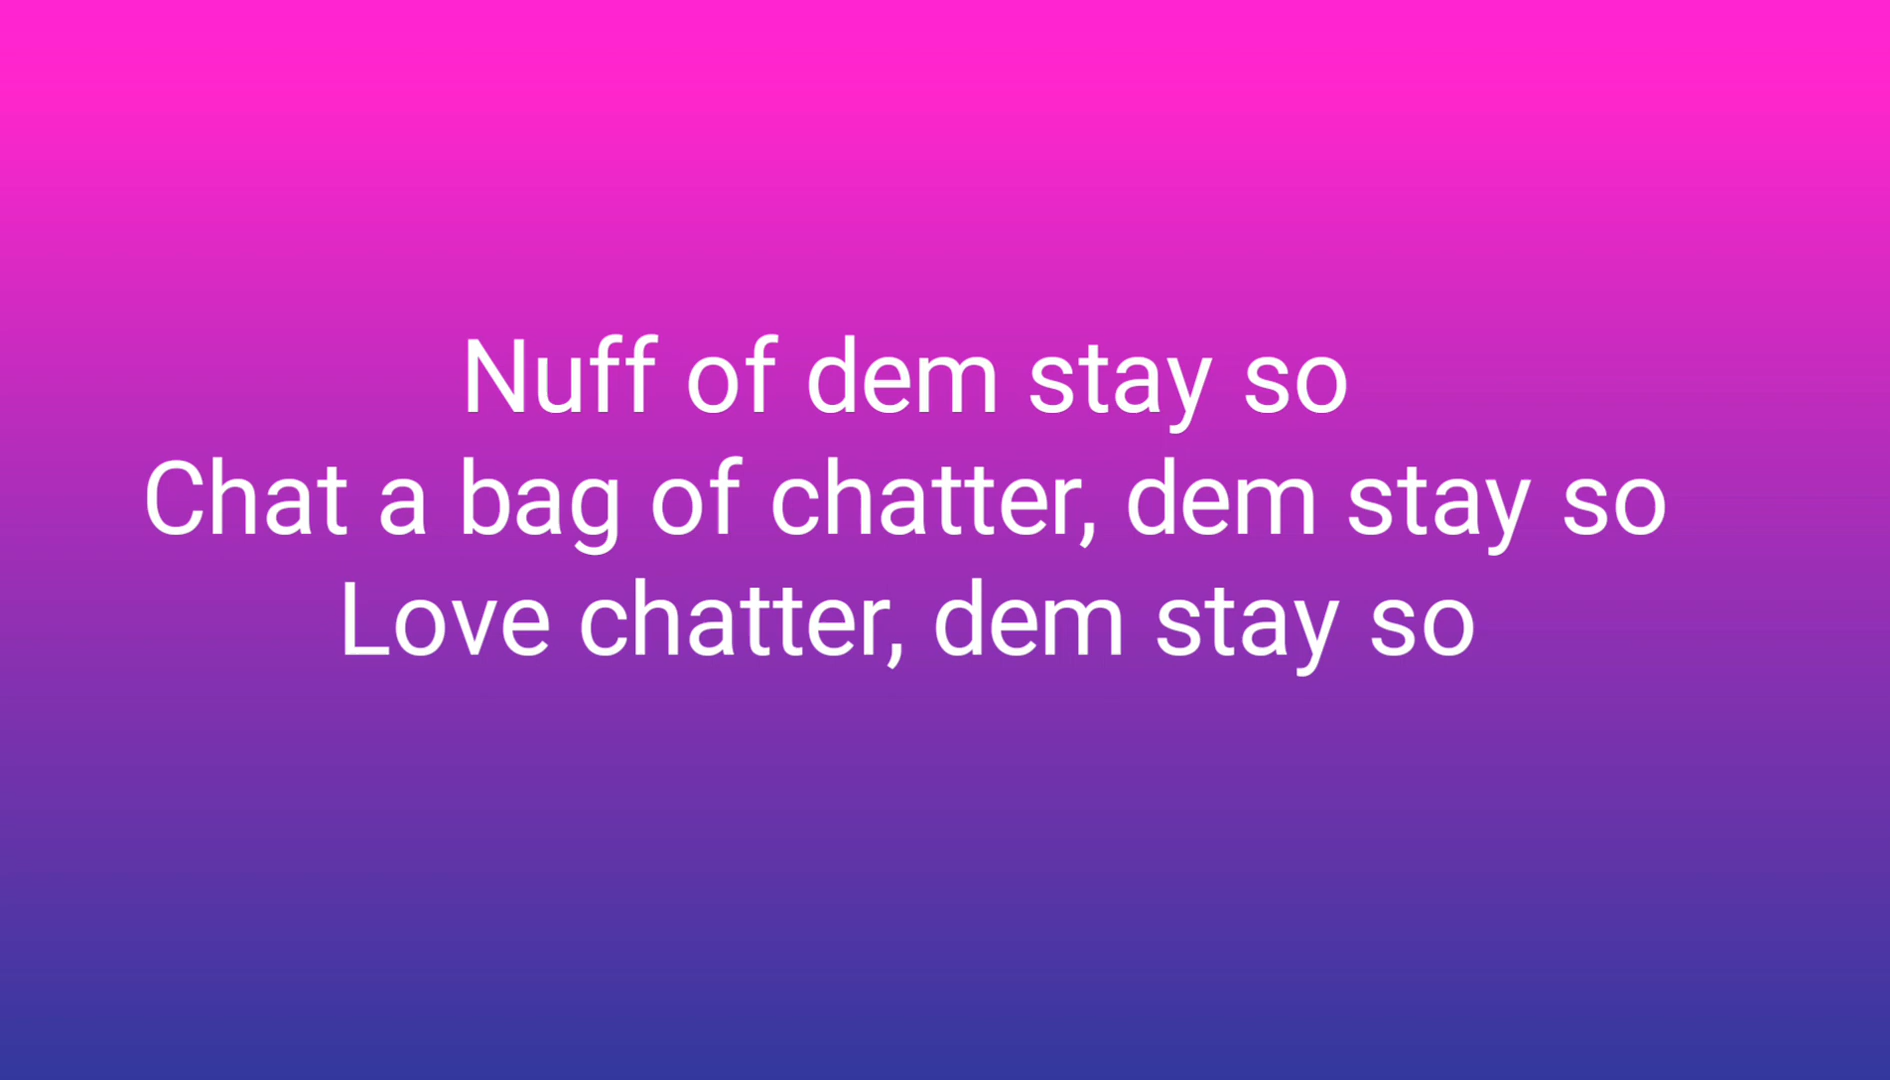 Nuff of dem stay so
Chat a bag of chatter, dem stay so
Love chatter, dem stay so